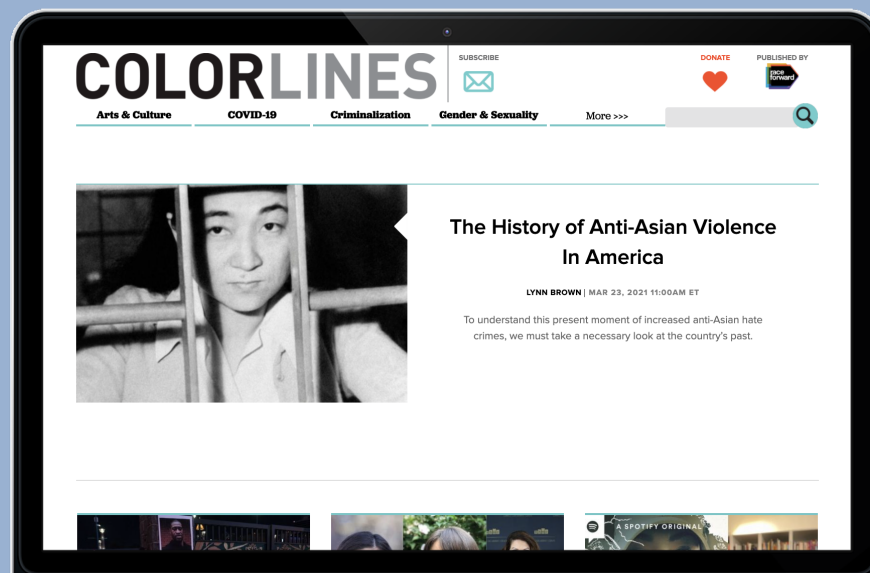 COLORLINES
SUBSCRIBE
DONATE
PUBLISHED BY
race
forward
Arts & Culture
COVID-19
Criminalization
Gender & Sexuality
More >>>
The History of Anti-Asian Violence
In America
LYNN BROWN | MAR 23, 2021 11:00AM ET
To understand this present moment of increased anti-Asian hate
crimes, we must take a necessary look at the country's past.
A SPOTIFY ORIGINAL